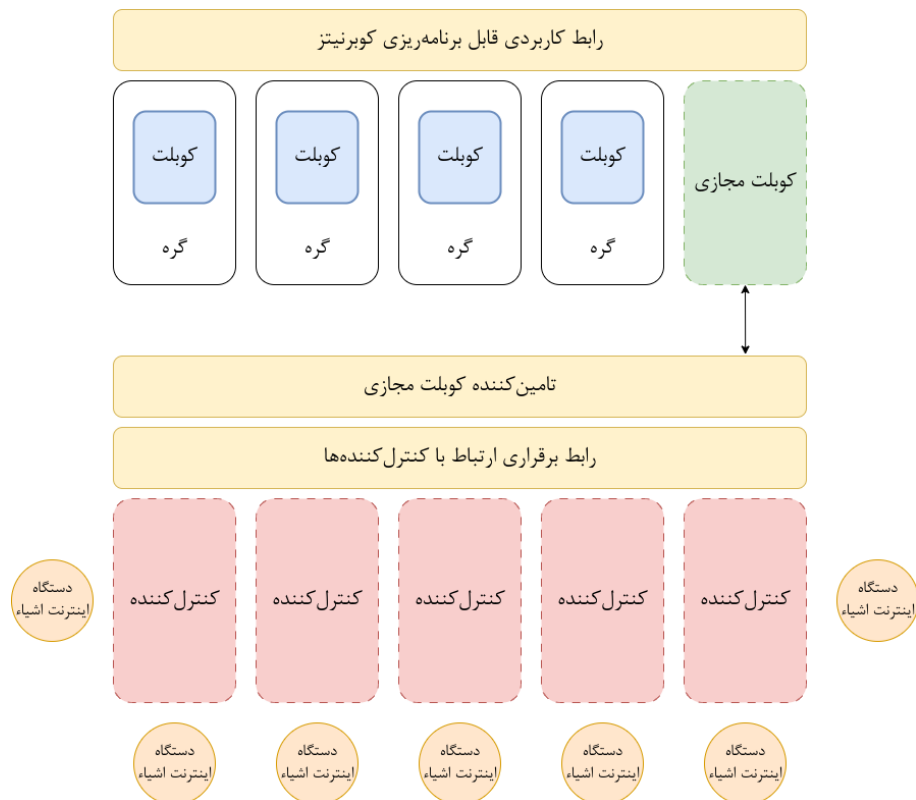 رابط کاربردی قابل برنامه‌ریزی کوبرنیتز
کوبلت مجازی
کوبلت
کوبلت
کوبلت
کوبلت
گره
گره
گره
گره
تامین‌کننده کوبلت مجازی
رابط برقراری ارتباط با کنترل‌کننده‌ها
دستگاه
اینترنت اشیاء
کنترل‌کننده
کنترل‌کننده
کنترل‌کننده
کنترل‌کننده
کنترل‌کننده
دستگاه
اینترنت اشیاء
دستگاه
اینترنت اشیاء
دستگاه
اینترنت اشیاء
دستگاه
اینترنت اشیاء
دستگاه
اینترنت اشیاء
دستگاه
اینترنت اشیاء